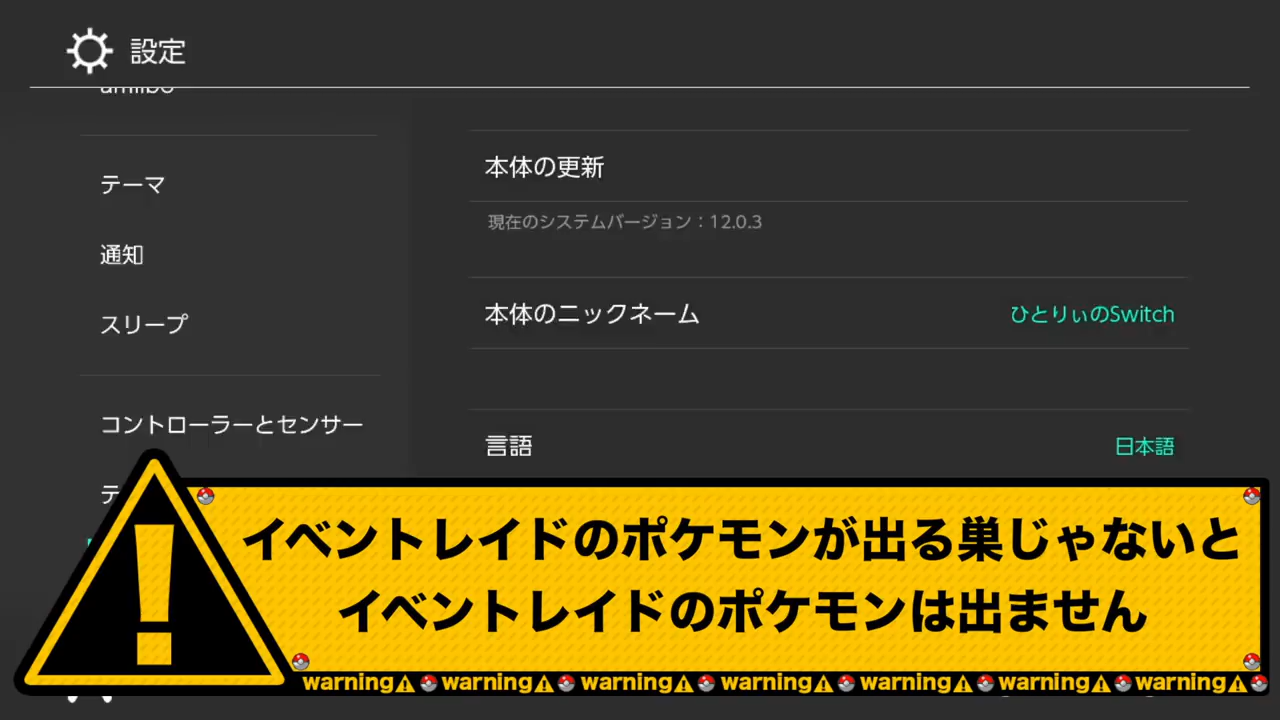 設定
amiibo
テーマ
通知
スリープ
コントローラーとセンサー
テ
本体の更新
現在のシステムバージョン：12.0.3
本体のニックネーム
ひとりぃのSwitch
言語
日本語
イベントレイドのポケモンが出る巣じゃないと
イベントレイドのポケモンは出ません
warning warning warning warning warning warning warning